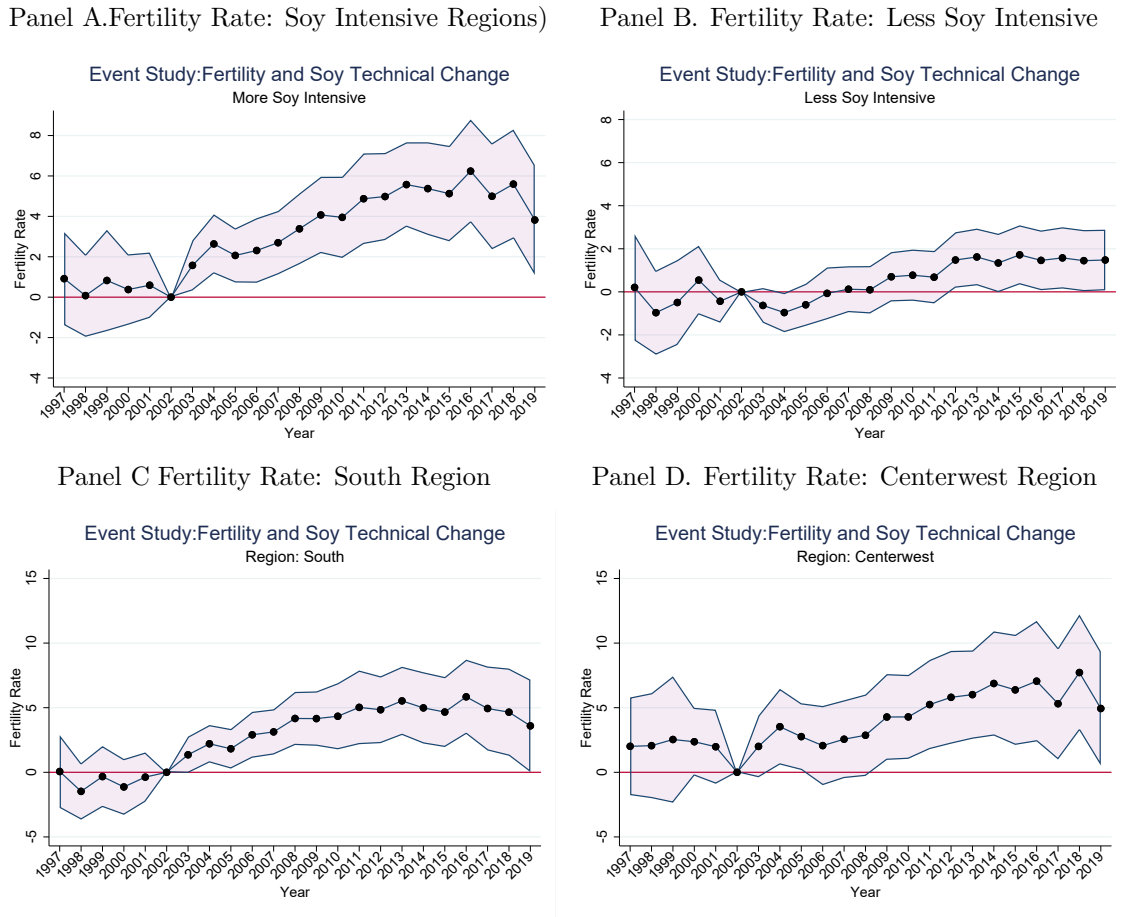 Panel A.Fertility Rate: Soy Intensive Regions)
Event Study:Fertility and Soy Technical Change
More Soy Intensive
Fertility Rate
8
6
4
2
0
-2
-4
1997 1998 1999 2000 2001 2002 2003 2004 2005 2006 2007 2008 2009 2010 2011 2012 2013 2014 2015 2016 2017 2018 2019
Year
Panel B. Fertility Rate: Less Soy Intensive
Event Study:Fertility and Soy Technical Change
Less Soy Intensive
Fertility Rate
8
6
4
2
0
-2
-4
1997 1998 1999 2000 2001 2002 2003 2004 2005 2006 2007 2008 2009 2010 2011 2012 2013 2014 2015 2016 2017 2018 2019
Year
Panel C Fertility Rate: South Region
Event Study:Fertility and Soy Technical Change
Region: South
Fertility Rate
15
10
5
0
-5
1997 1998 1999 2000 2001 2002 2003 2004 2005 2006 2007 2008 2009 2010 2011 2012 2013 2014 2015 2016 2017 2018 2019
Year
Panel D. Fertility Rate: Centerwest Region
Event Study:Fertility and Soy Technical Change
Region: Centerwest
Fertility Rate
15
10
5
0
-5
1997 1998 1999 2000 2001 2002 2003 2004 2005 2006 2007 2008 2009 2010 2011 2012 2013 2014 2015 2016 2017 2018 2019
Year